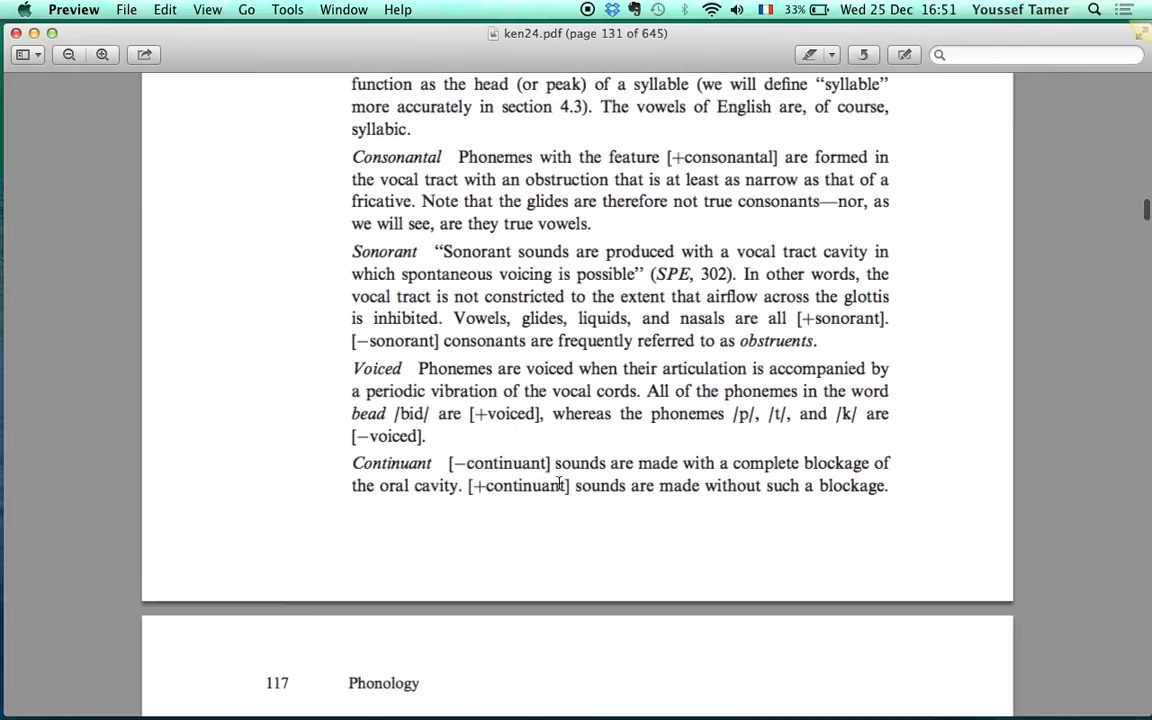 Preview File Edit View Go Tools Window Help 33% Wed 25 Dec 16:51 Youssef Tamer
ken24.pdf (page 131 of 645)
function as the head (or peak) of a syllable (we will define “syllable”
more accurately in section 4.3). The vowels of English are, of course,
syllabic.
Consonantal Phonemes with the feature [+consonantal] are formed in
the vocal tract with an obstruction that is at least as narrow as that of a
fricative. Note that the glides are therefore not true consonants—nor, as
we will see, are they true vowels.
Sonorant “Sonorant sounds are produced with a vocal tract cavity in
which spontaneous voicing is possible” (SPE, 302). In other words, the
vocal tract is not constricted to the extent that airflow across the glottis
is inhibited. Vowels, glides, liquids, and nasals are all [+sonorant].
[−sonorant] consonants are frequently referred to as obstruents.
Voiced Phonemes are voiced when their articulation is accompanied by
a periodic vibration of the vocal cords. All of the phonemes in the word
bead /bid/ are [+voiced], whereas the phonemes /p/, /t/, and /k/ are
[−voiced].
Continuant [−continuant] sounds are made with a complete blockage of
the oral cavity. [+continuant] sounds are made without such a blockage.
117 Phonology